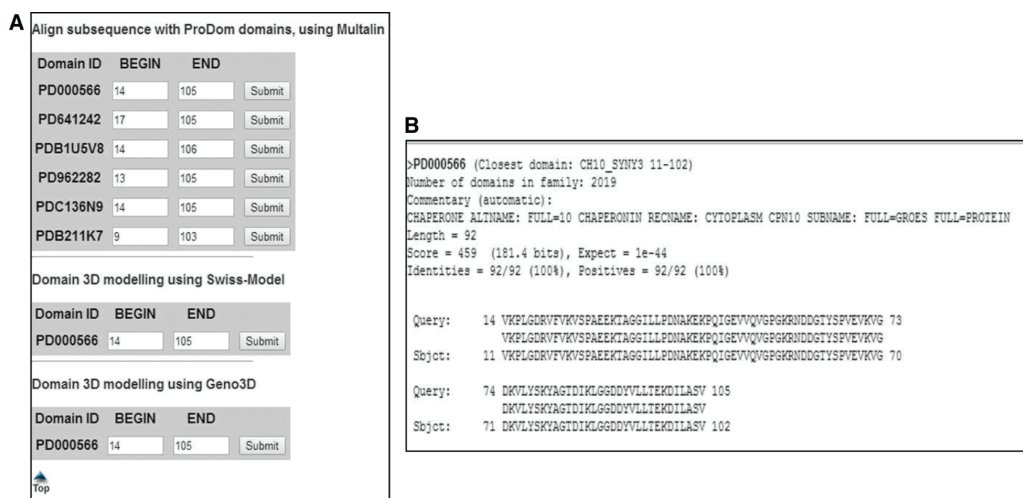 A
Align subsequence with ProDom domains, using Multalin
Domain ID BEGIN END
PD000566 14 105 Submit
PD641242 17 105 Submit
PDB1U5V8 14 106 Submit
PD962282 13 105 Submit
PDC136N9 14 105 Submit
PDB211K7 9 103 Submit
Domain 3D modelling using Swiss-Model
Domain ID BEGIN END
PD000566 14 105 Submit
Domain 3D modelling using Geno3D
Domain ID BEGIN END
PD000566 14 105 Submit
Top
B
>PD000566 (Closest domain: CH10_SYNY3 11-102)
Number of domains in family: 2019
Commentary (automatic):
CHAPERONE ALTNAME: FULL=10 CHAPERONIN RECNAME: CYTOPLASM CPN10 SUBNAME: FULL=GROES FULL=PROTEIN
Length = 92
Score = 459 (181.4 bits), Expect = 1e-44
Identities = 92/92 (100%), Positives = 92/92 (100%)
Query: 14 VKPLGDRVFVKVSPAEEKTAGGILLPDNAKEKPQIGEVVQVGPGKRNDDGTYSPVEVKVG 73
VKPLGDRVFVKVSPAEEKTAGGILLPDNAKEKPQIGEVVQVGPGKRNDDGTYSPVEVKVG
Sbjct: 11 VKPLGDRVFVKVSPAEEKTAGGILLPDNAKEKPQIGEVVQVGPGKRNDDGTYSPVEVKVG 70
Query: 74 DKVLYSKYAGTDIKLGGDDYVLLTEKDILASV 105
DKVLYSKYAGTDIKLGGDDYVLLTEKDILASV
Sbjct: 71 DKVLYSKYAGTDIKLGGDDYVLLTEKDILASV 102